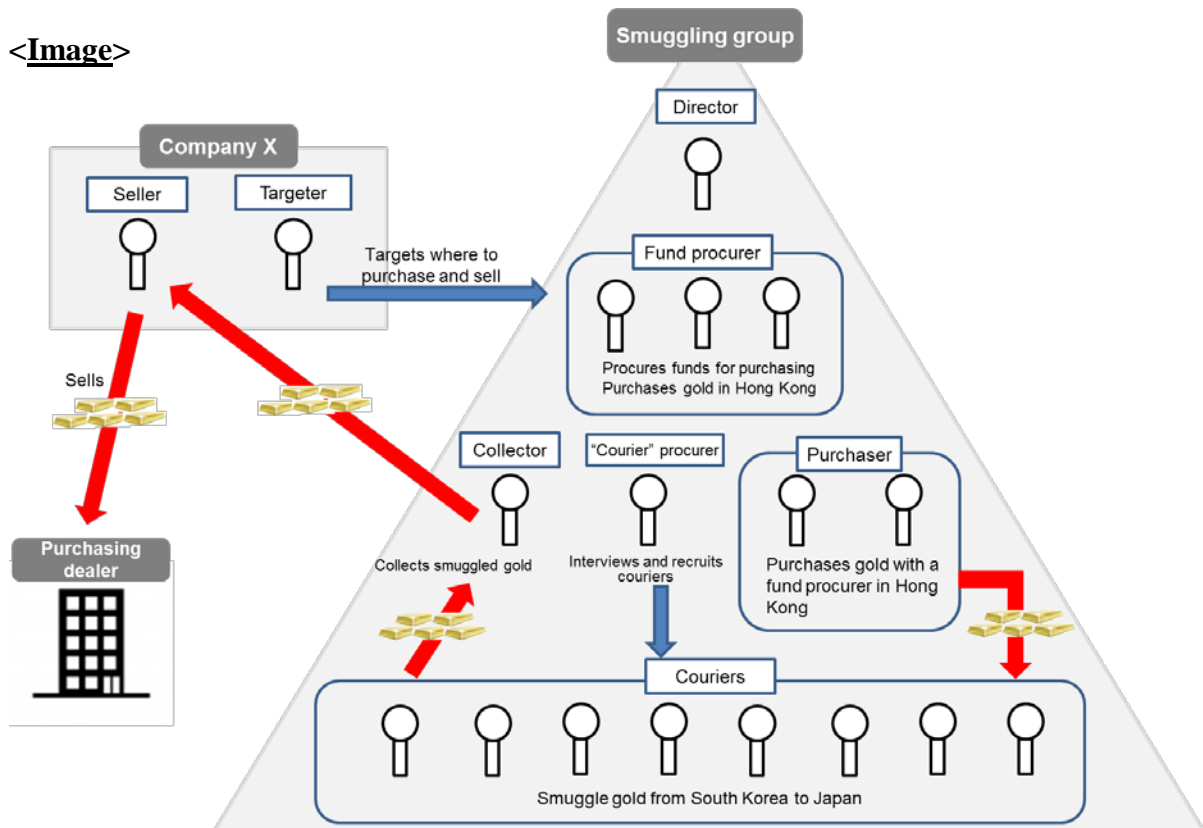 <Image>
Smuggling group
Director
Company X
Seller
Targeter
Targets where to
purchase and sell
Fund procurer
Procures funds for purchasing
Purchases gold in Hong Kong
Sells
Collector
"Courier" procurer
Purchaser
Collects smuggled gold
Interviews and recruits
couriers
Purchases gold with a
fund procurer in Hong
Kong
Purchasing
dealer
Couriers
Smuggle gold from South Korea to Japan